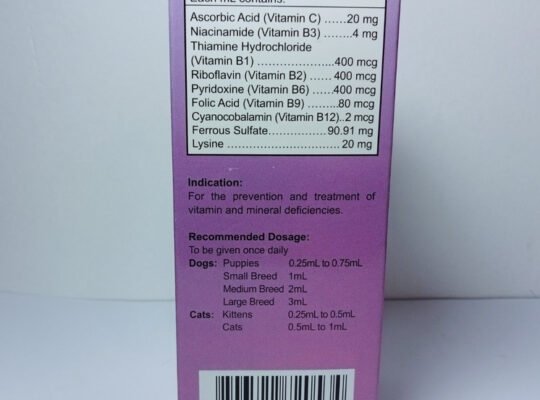 Each mL contains:
Ascorbic Acid (Vitamin C) ......20 mg
Niacinamide (Vitamin B3) ........4 mg
Thiamine Hydrochloride
(Vitamin B1) .....................400 mcg
Riboflavin (Vitamin B2) ...... 400 mcg
Pyridoxine (Vitamin B6) ......400 mcg
Folic Acid (Vitamin B9) .........80 mcg
Cyanocobalamin (Vitamin B12)..2 mcg
Ferrous Sulfate...............90.91 mg
Lysine .............................. 20 mg
Indication:
For the prevention and treatment of
vitamin and mineral deficiencies.
Recommended Dosage:
To be given once daily
Dogs: Puppies 0.25mL to 0.75mL
Small Breed 1mL
Medium Breed 2mL
Large Breed 3mL
Cats: Kittens 0.25mL to 0.5mL
Cats 0.5mL to 1mL